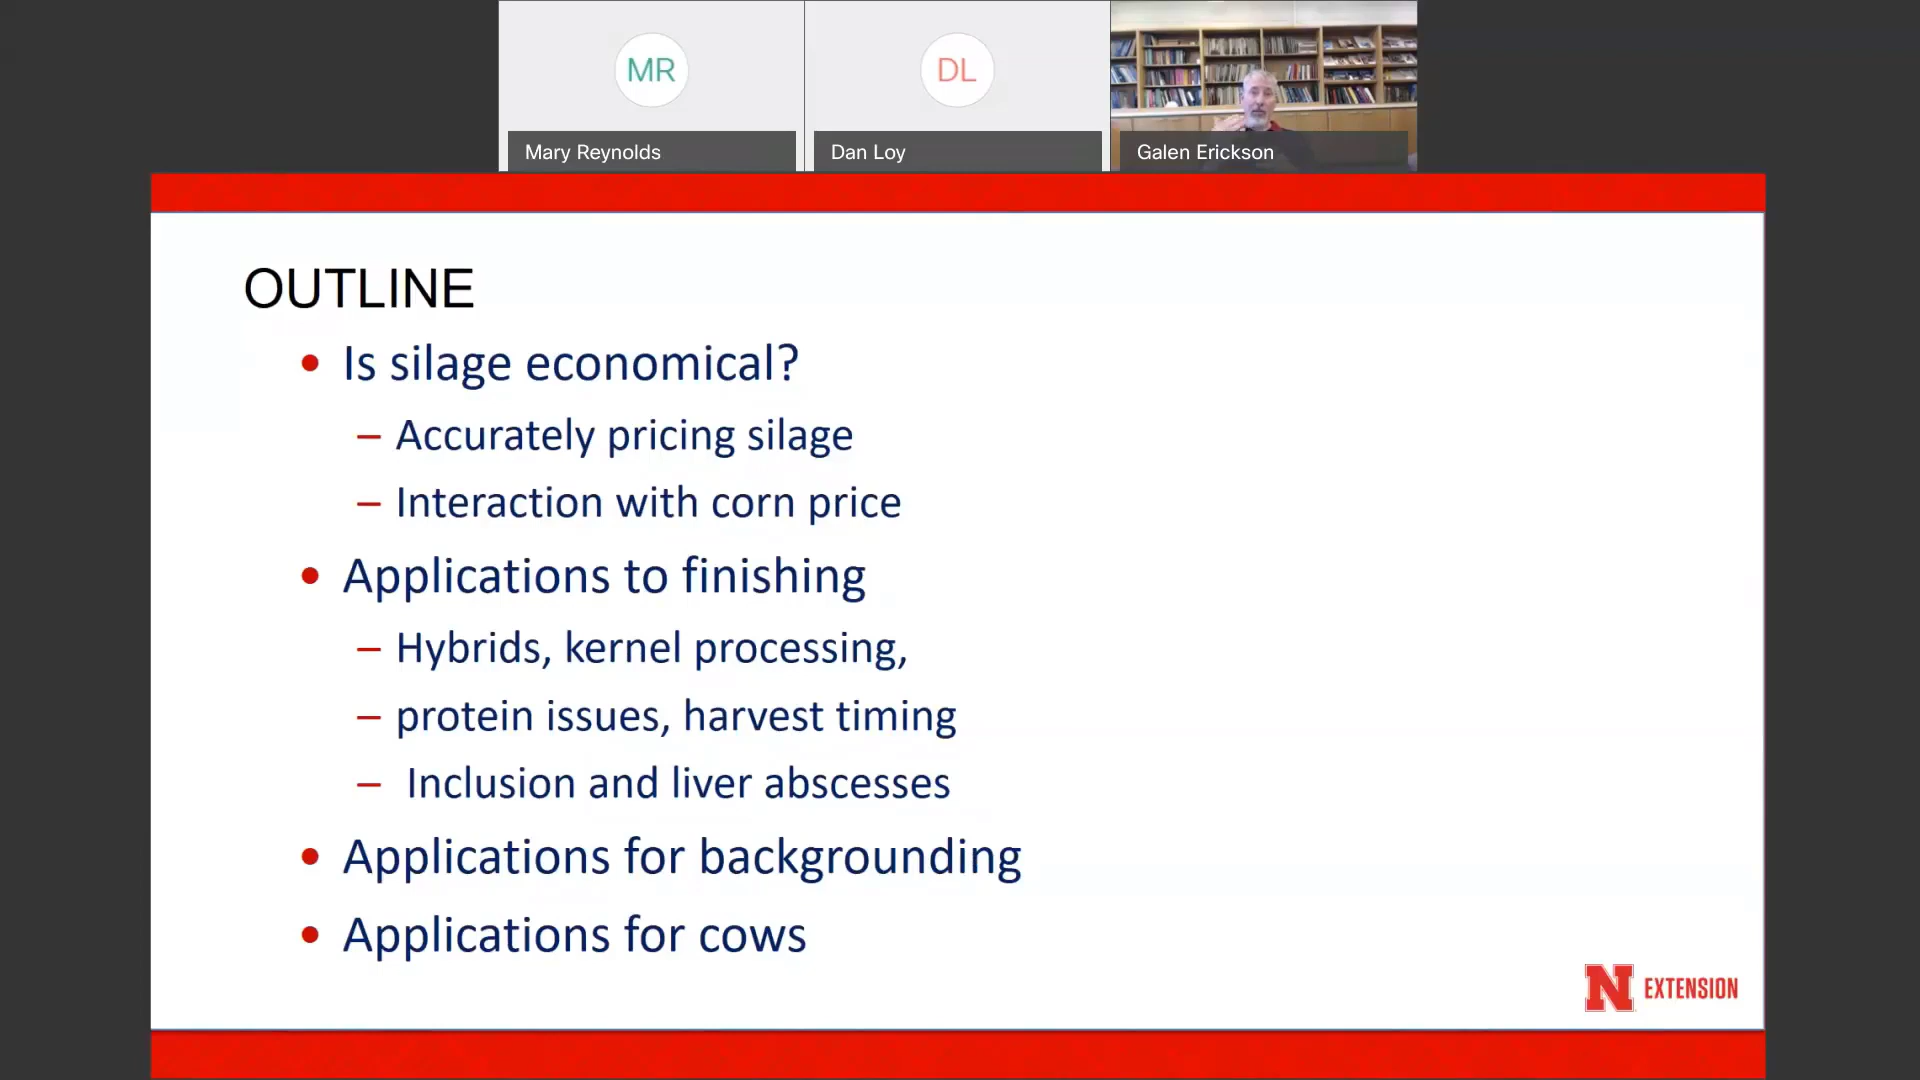 MR
DL
Mary Reynolds
Dan Loy
Galen Erickson
OUTLINE
• Is silage economical?
– Accurately pricing silage
– Interaction with corn price
• Applications to finishing
– Hybrids, kernel processing,
– protein issues, harvest timing
– Inclusion and liver abscesses
• Applications for backgrounding
• Applications for cows
N EXTENSION